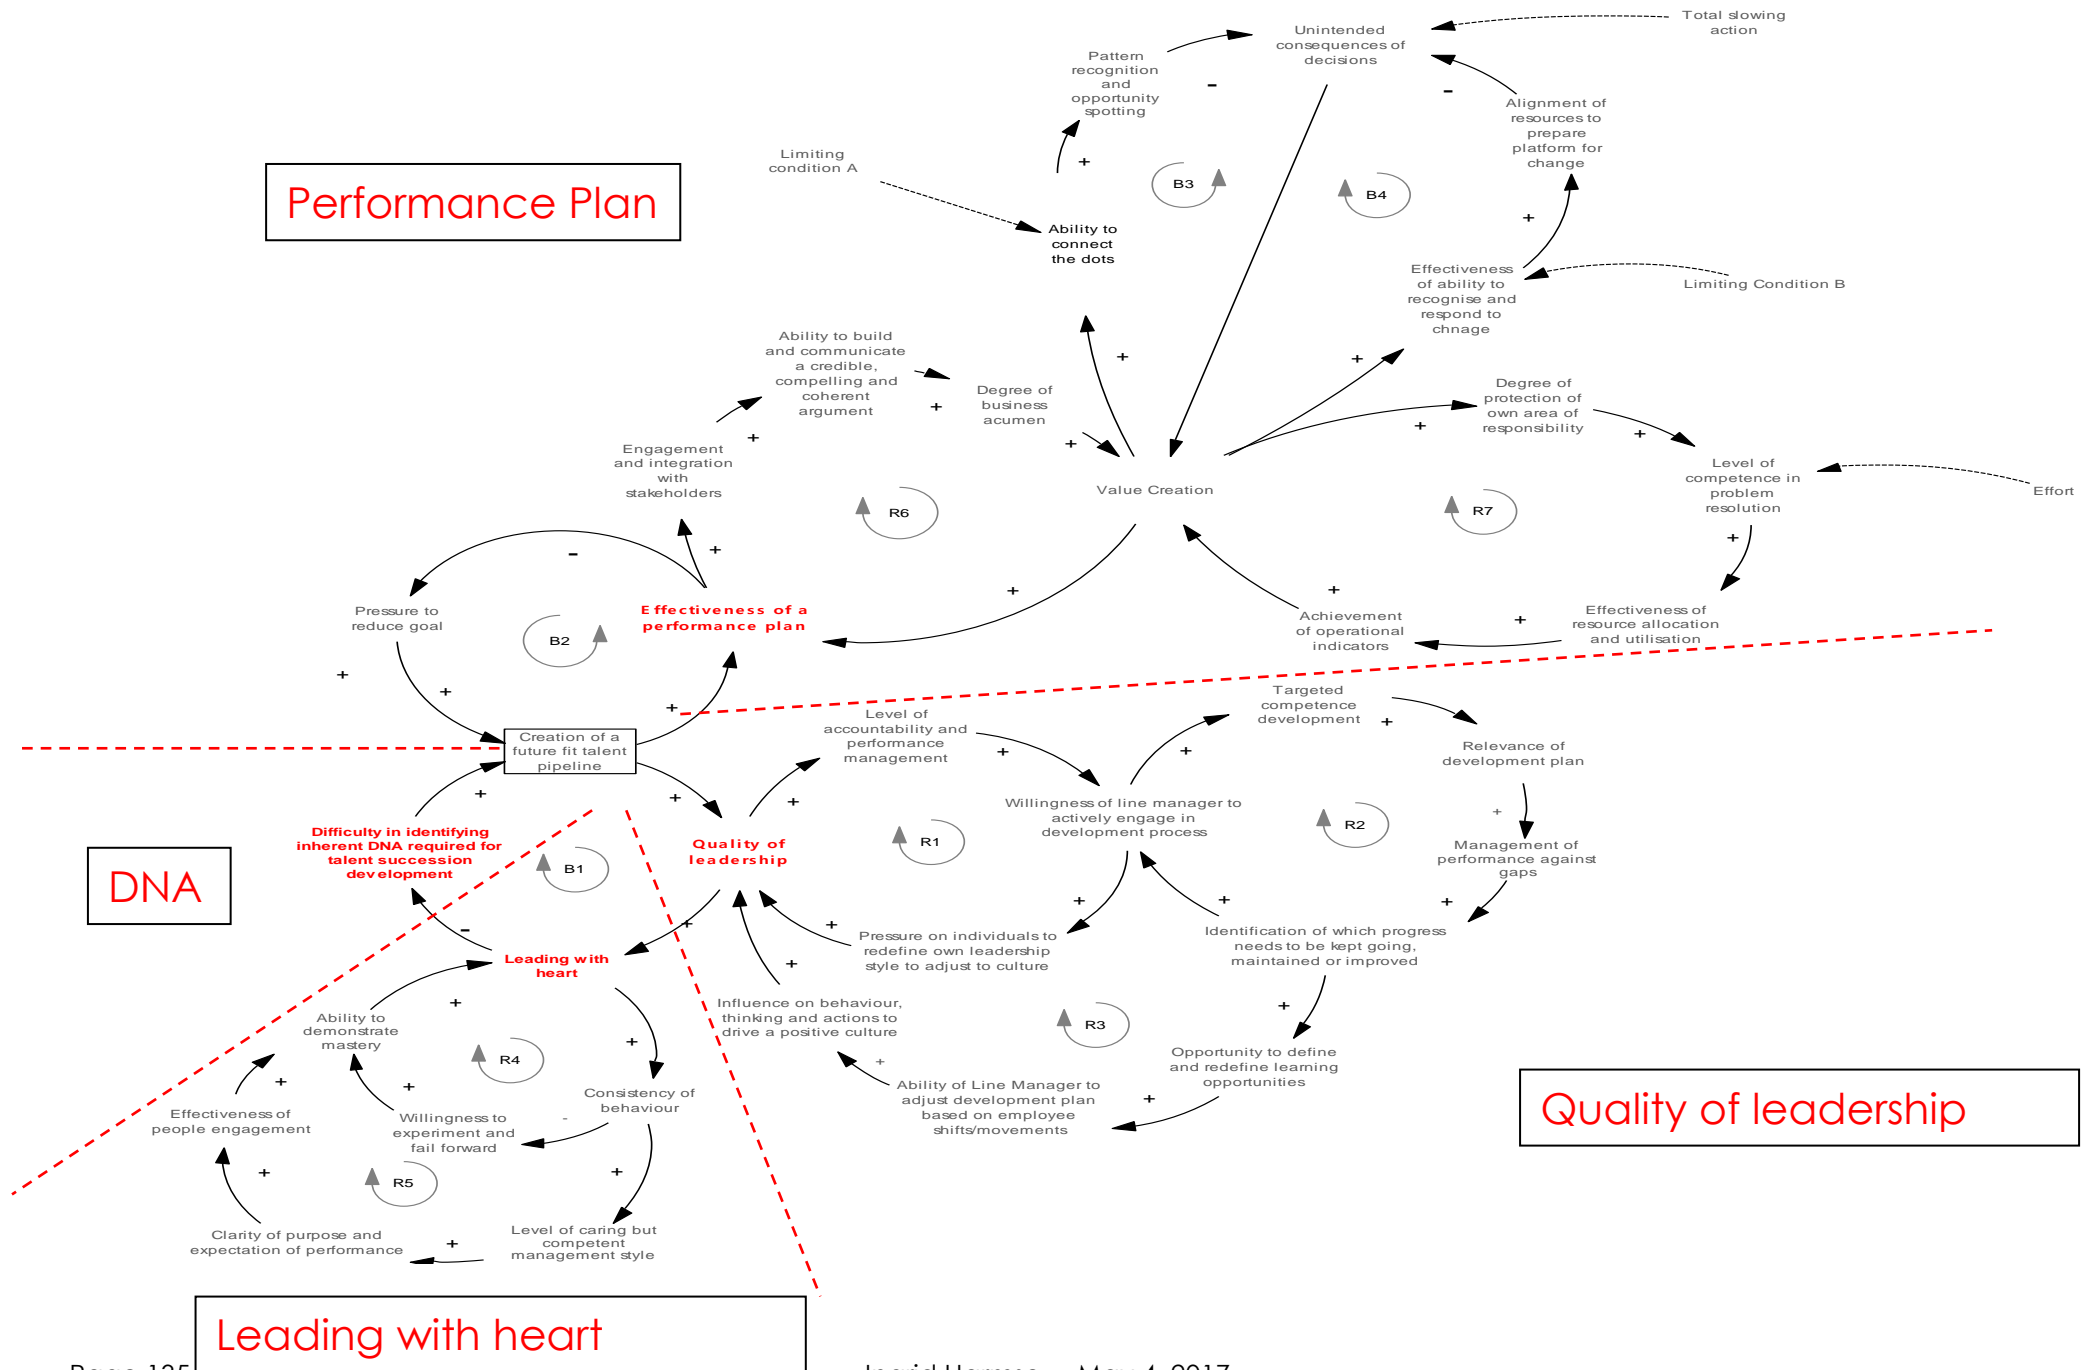 Total slowing
action
Unintended
consequences of
decisions
Pattern
recognition
and
opportunity
spotting
-
-
Alignment of
resources to
prepare
platform for
change
Limiting
condition A
+
B3
B4
Performance Plan
+
Ability to
connect
the dots
Effectiveness
of ability to
recognise and
respond to
chnage
Limiting Condition B
Ability to build
and communicate
a credible,
compelling and
coherent
argument
+
+
Degree of
business
acumen
+
Degree of
protection of
own area of
responsibility
+
+
+
+
Engagement
and integration
with
stakeholders
+
Level of
competence in
problem
resolution
Value Creation
Effort
R6
R7
+
-
+
+
+
Pressure to
reduce goal
Effectiveness of a
performance plan
B2
Achievement
of operational
indicators
+
Effectiveness of
resource allocation
and utilisation
+
+
+
Targeted
competence
development
+
Level of
accountability and
performance
management
+
+
Creation of a
future fit talent
pipeline
Relevance of
development plan
+
+
+
Willingness of line manager to
actively engage in
development process
+
Difficulty in identifying
inherent DNA required for
talent succession
development
Quality of
leadership
R1
R2
Management of
performance against
gaps
B1
DNA
+
+
+
-
+
+
Pressure on individuals to
redefine own leadership
style to adjust to culture
Identification of which progress
needs to be kept going,
maintained or improved
Leading with
heart
+
+
Influence on behaviour,
thinking and actions to
drive a positive culture
+
Ability to
demonstrate
mastery
R3
+
R4
Opportunity to define
and redefine learning
opportunities
+
+
+
Ability of Line Manager to
adjust development plan
based on employee
shifts/movements
+
Consistency of
behaviour
Effectiveness of
people engagement
-
Willingness to
experiment and
fail forward
Quality of leadership
+
+
R5
Clarity of purpose and
expectation of performance
+
Level of caring but
competent
management style
Leading with heart